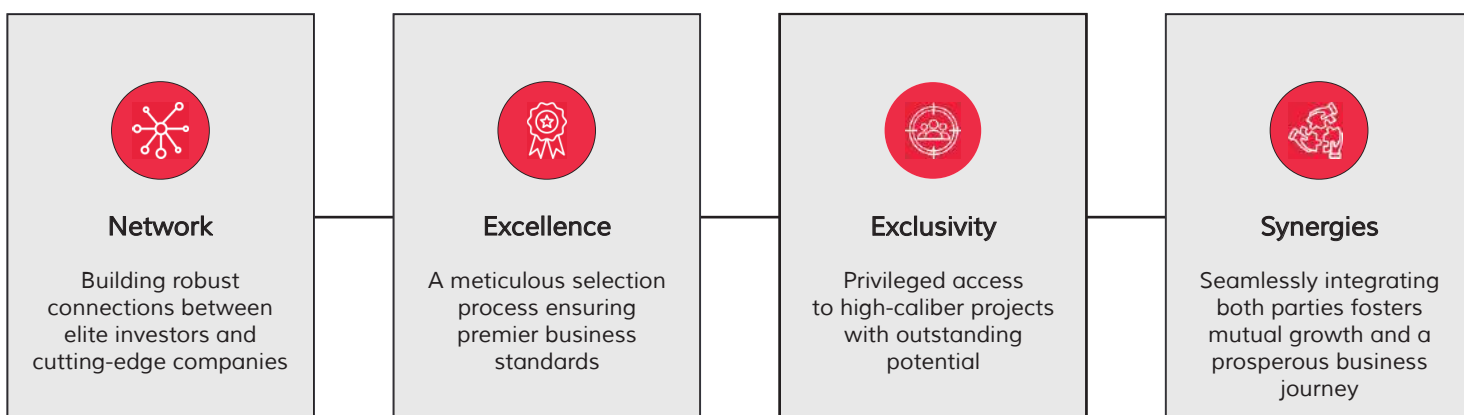 Network
Building robust
connections between
elite investors and
cutting-edge companies
Excellence
A meticulous selection
process ensuring
premier business
standards
Exclusivity
Privileged access
to high-caliber projects
with outstanding
potential
Synergies
Seamlessly integrating
both parties fosters
mutual growth and a
prosperous business
journey